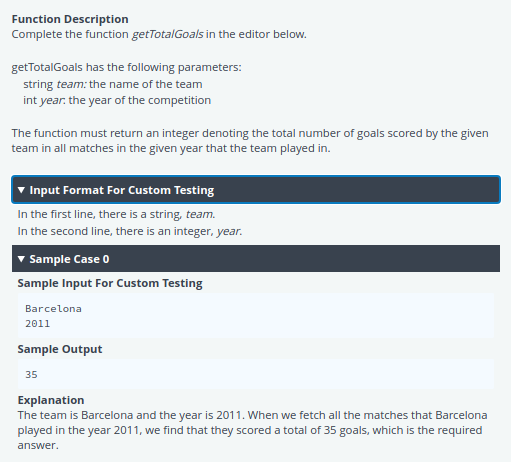 Function Description
Complete the function getTotalGoals in the editor below.
getTotalGoals has the following parameters:
string team: the name of the team
int year: the year of the competition
The function must return an integer denoting the total number of goals scored by the given
team in all matches in the given year that the team played in.
▼ Input Format For Custom Testing
In the first line, there is a string, team.
In the second line, there is an integer, year.
▼ Sample Case 0
Sample Input For Custom Testing
Barcelona
2011
Sample Output
35
Explanation
The team is Barcelona and the year is 2011. When we fetch all the matches that Barcelona
played in the year 2011, we find that they scored a total of 35 goals, which is the required
answer.